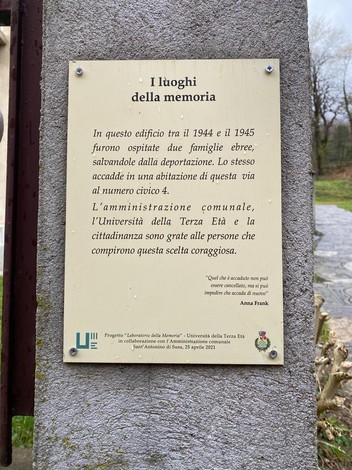 I luoghi
della memoria
In questo edificio tra il 1944 e il 1945
furono ospitate due famiglie ebree,
salvandole dalla deportazione. Lo stesso
accadde in una abitazione di questa via
al numero civico 4.
L'amministrazione comunale,
l'Università della Terza Età e la
cittadinanza sono grate alle persone che
compirono questa scelta coraggiosa.
"Quel che è accaduto non può
essere cancellato, ma si può
impedire che accada di nuovo"
Anna Frank
Progetto "Laboratorio della Memoria" - Università della Terza Età
in collaborazione con l'Amministrazione comunale
Sant'Antonino di Susa, 25 aprile 2021